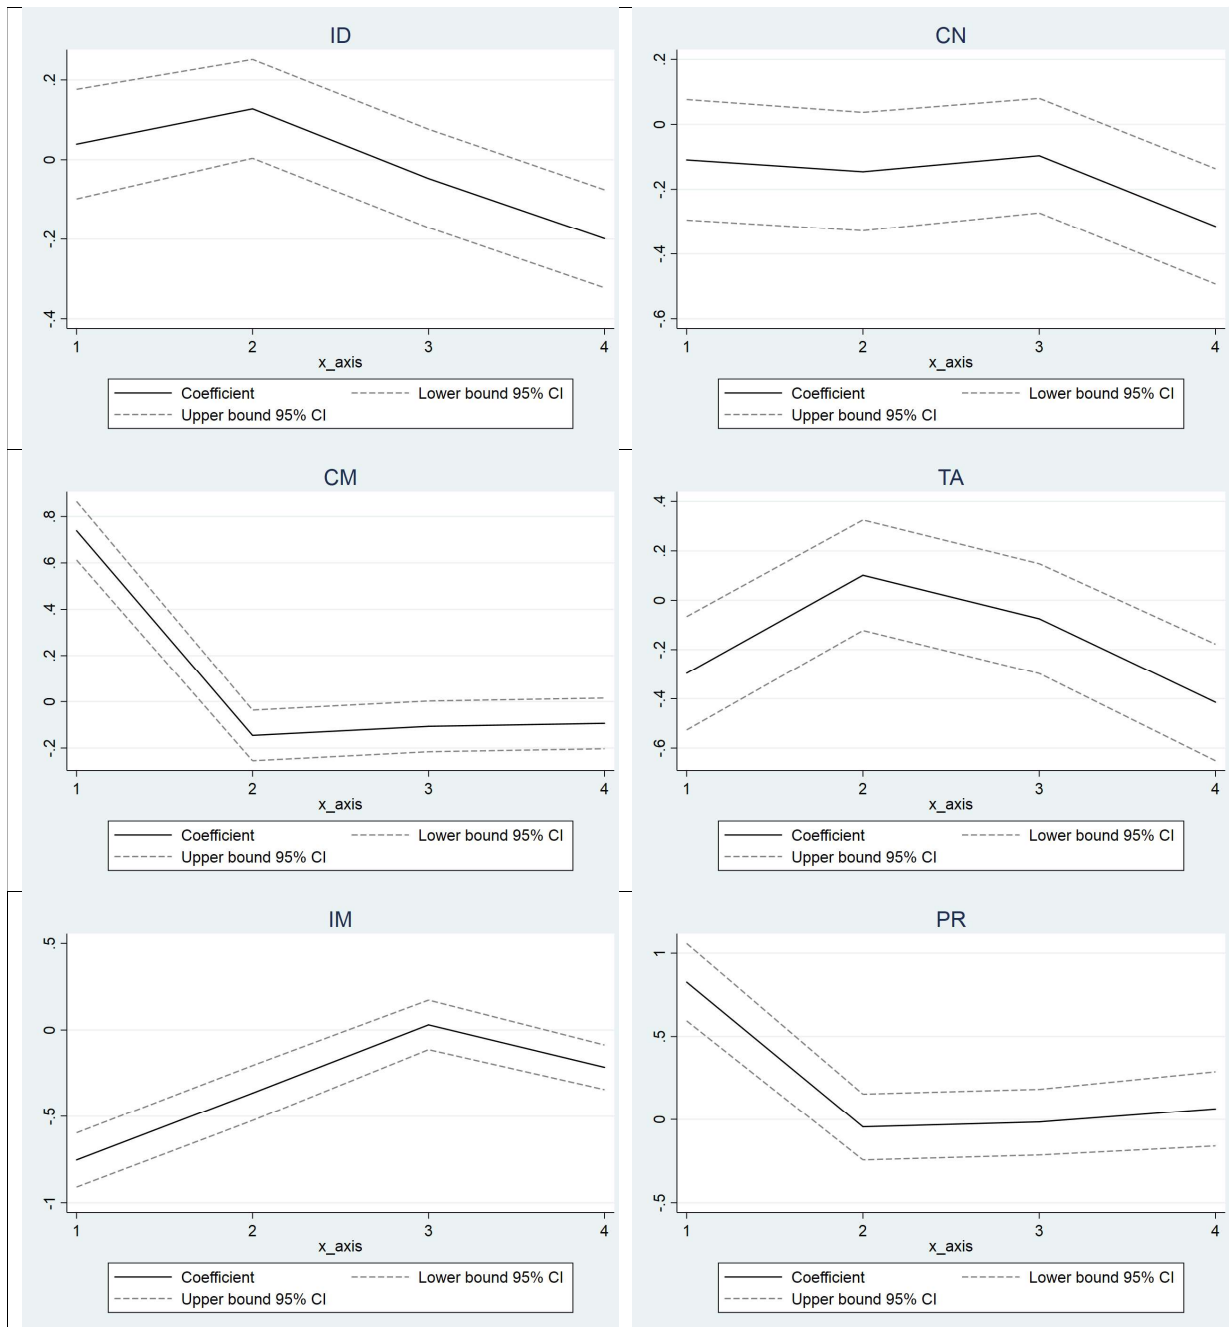 ID
.2
0
-.2
-.4
1 2 3 4
x_axis
Coefficient Lower bound 95% CI
Upper bound 95% CI
CN
.2
0
-.2
-.4
-.6
1 2 3 4
x_axis
Coefficient Lower bound 95% CI
Upper bound 95% CI
CM
.8
.6
.4
.2
0
-.2
1 2 3 4
x_axis
Coefficient Lower bound 95% CI
Upper bound 95% CI
TA
.4
.2
0
-.2
-.4
-.6
1 2 3 4
x_axis
Coefficient Lower bound 95% CI
Upper bound 95% CI
IM
.5
0
-.5
-1
1 2 3 4
x_axis
Coefficient Lower bound 95% CI
Upper bound 95% CI
PR
1
.5
0
-.5
1 2 3 4
x_axis
Coefficient Lower bound 95% CI
Upper bound 95% CI